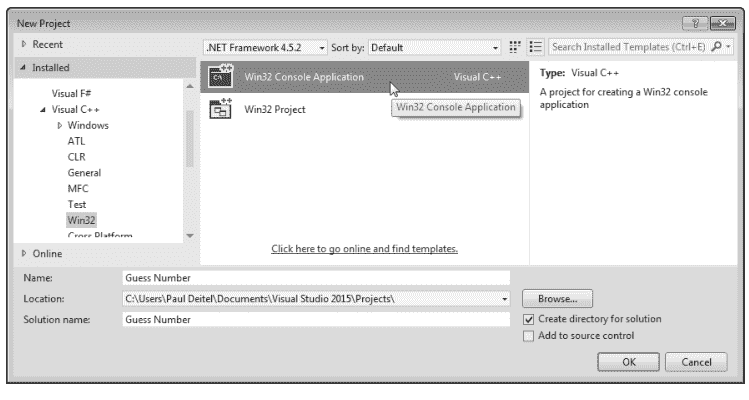 New Project
Recent
.NET Framework 4.5.2 Sort by: Default Search Installed Templates (Ctrl+E)
Installed
Visual F#
Visual C++
Windows
ATL
CLR
General
MFC
Test
Win32
Cross Platform
Online
Win32 Console Application Visual C++
Win32 Console Application
Win32 Project
Click here to go online and find templates.
Type: Visual C++
A project for creating a Win32 console
application
Name: Guess Number
Location: C:\Users\Paul Deitel\Documents\Visual Studio 2015\Projects\ Browse...
Solution name: Guess Number
Create directory for solution
Add to source control
OK Cancel